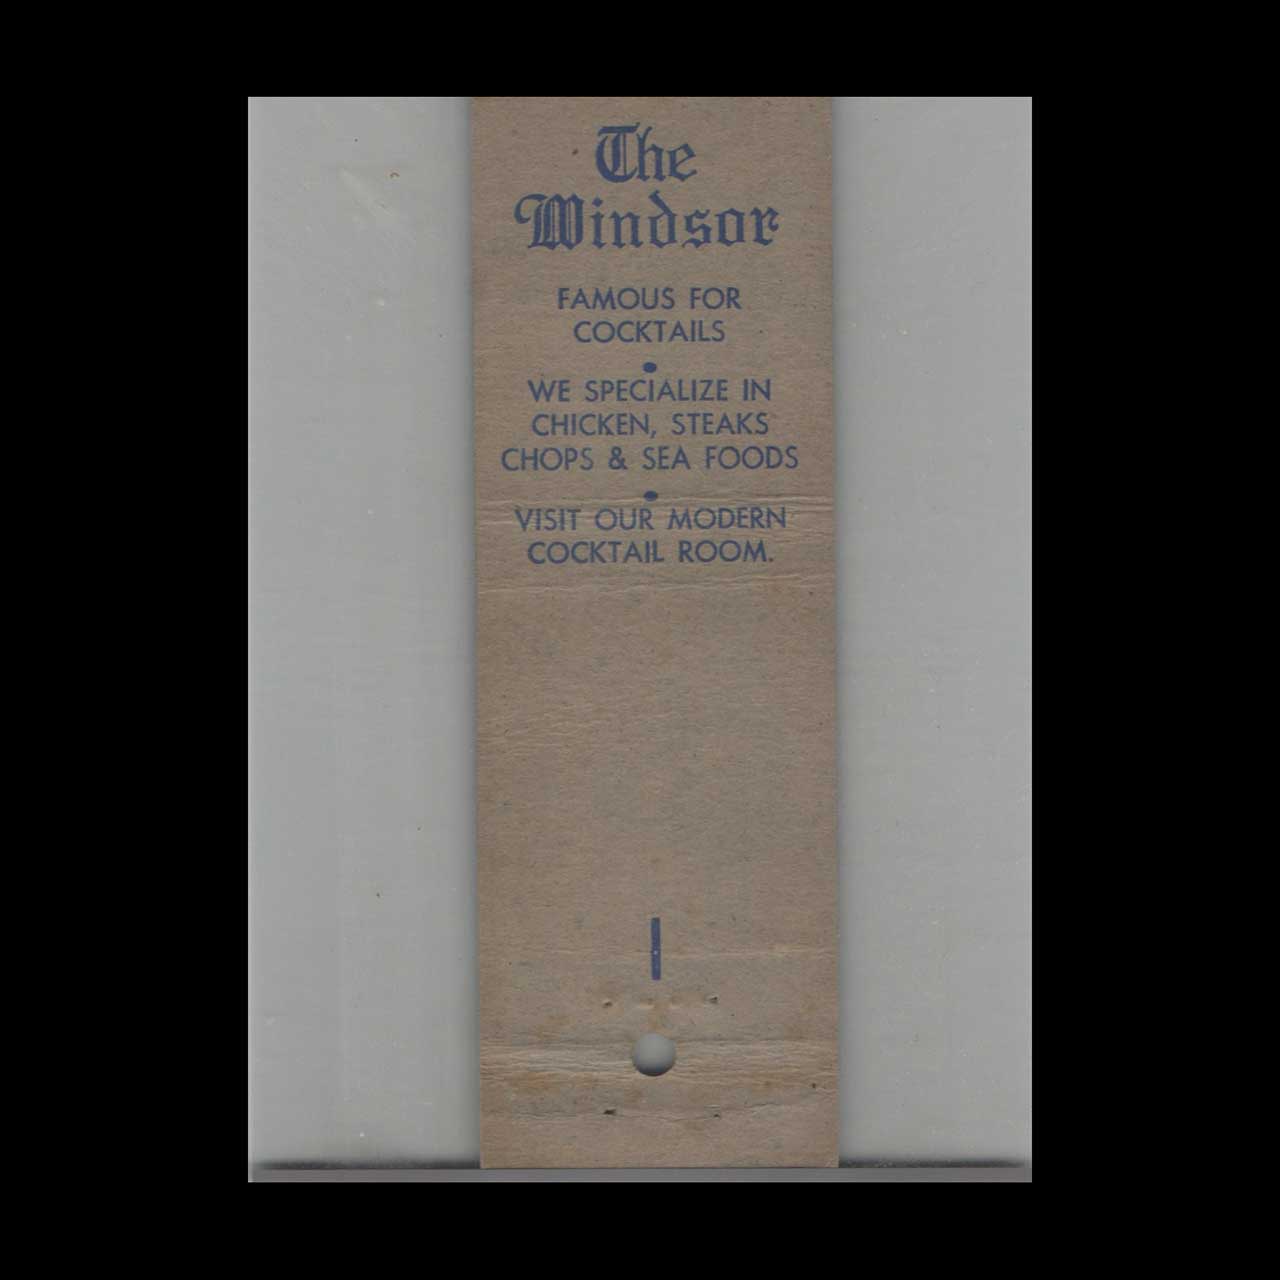 The
Windsor
FAMOUS FOR
COCKTAILS
•
WE SPECIALIZE IN
CHICKEN, STEAKS
CHOPS & SEA FOODS
•
VISIT OUR MODERN
COCKTAIL ROOM.